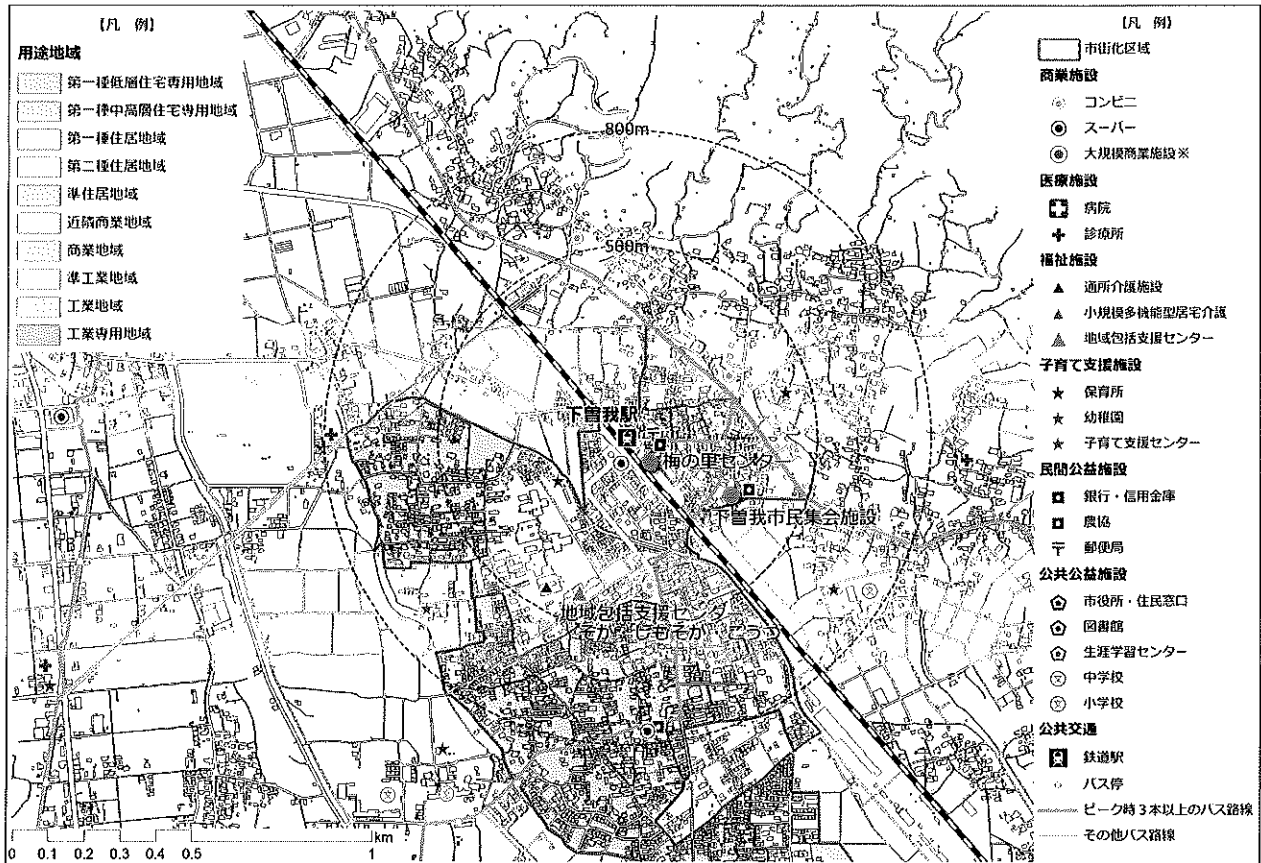 【凡 例】
用途地域
第一種低層住宅専用地域
第一種中高層住宅専用地域
第一種住居地域
第二種住居地域
準住居地域
近隣商業地域
商業地域
準工業地域
工業地域
工業専用地域
800m
500m
下曽我駅
梅の里センター
下曽我市民集会施設
地域包括支援センター
0 0.1 0.2 0.3 0.4 0.5 1 km
【凡 例】
市街化区域
商業施設
コンビニ
スーパー
大規模商業施設※
医療施設
病院
診療所
福祉施設
通所介護施設
小規模多機能型居宅介護
地域包括支援センター
子育て支援施設
保育所
幼稚園
子育て支援センター
民間公益施設
銀行・信用金庫
農協
郵便局
公共公益施設
市役所・住民窓口
図書館
生涯学習センター
中学校
小学校
公共交通
鉄道駅
バス停
ピーク時3本以上のバス路線
その他バス路線